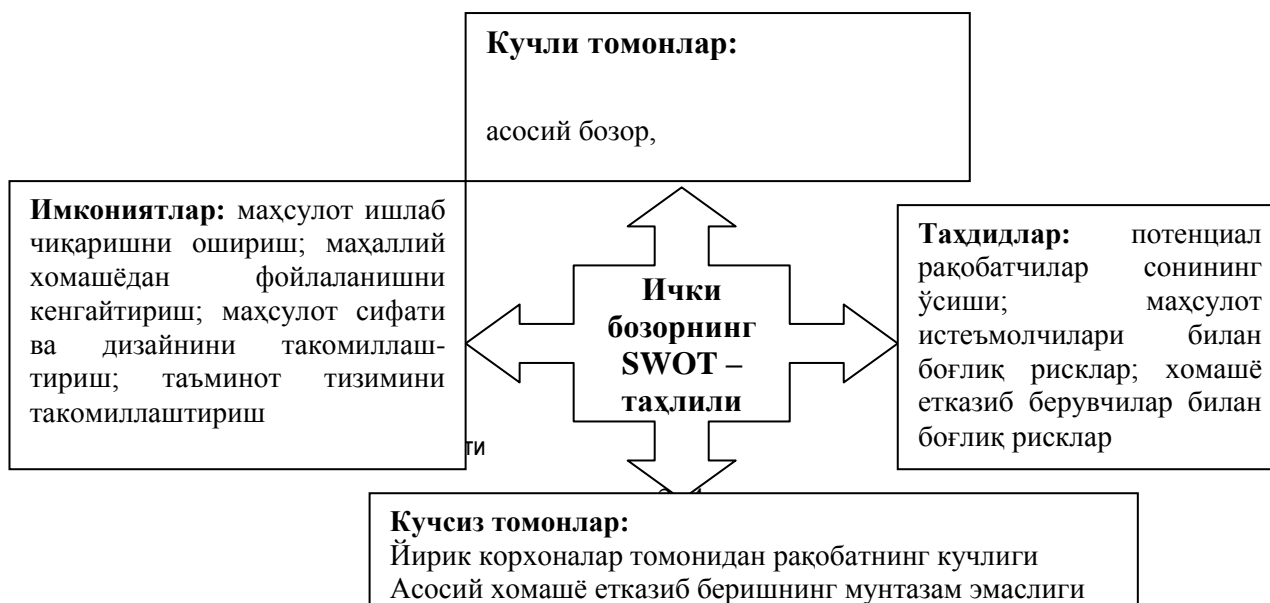 Кучли томонлар:
асосий бозор,
Имкониятлар: маҳсулот ишлаб
чиқаришни ошириш; маҳаллий
хомашёдан фойлаланишни
кенгайтириш; маҳсулот сифати
ва дизайнини такомиллаш-
тириш; таъминот тизимини
такомиллаштириш
Ички
бозорнинг
SWOT –
таҳлили
Таҳдидлар: потенциал
рақобатчилар сонининг
ўсиши; маҳсулот
истеъмолчилари билан
боғлиқ рисклар; хомашё
етказиб берувчилар билан
боғлиқ рисклар
ти
Кучсиз томонлар:
Йирик корхоналар томонидан рақобатнинг кучлиги
Асосий хомашё етказиб беришнинг мунтазам эмаслиги